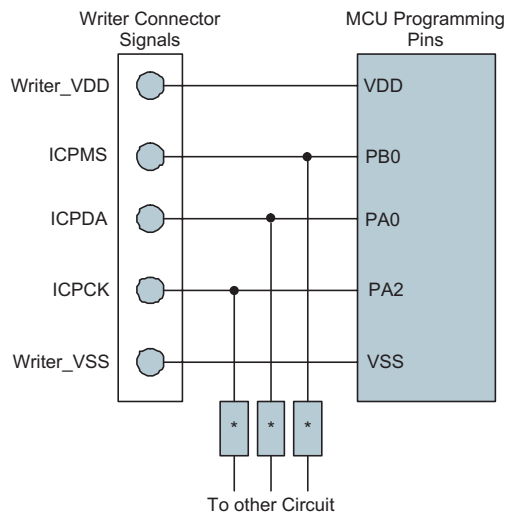 Writer Connector
Signals
MCU Programming
Pins
Writer_VDD
VDD
ICPMS
PB0
ICPDA
PA0
ICPCK
PA2
Writer_VSS
VSS
* * *
To other Circuit